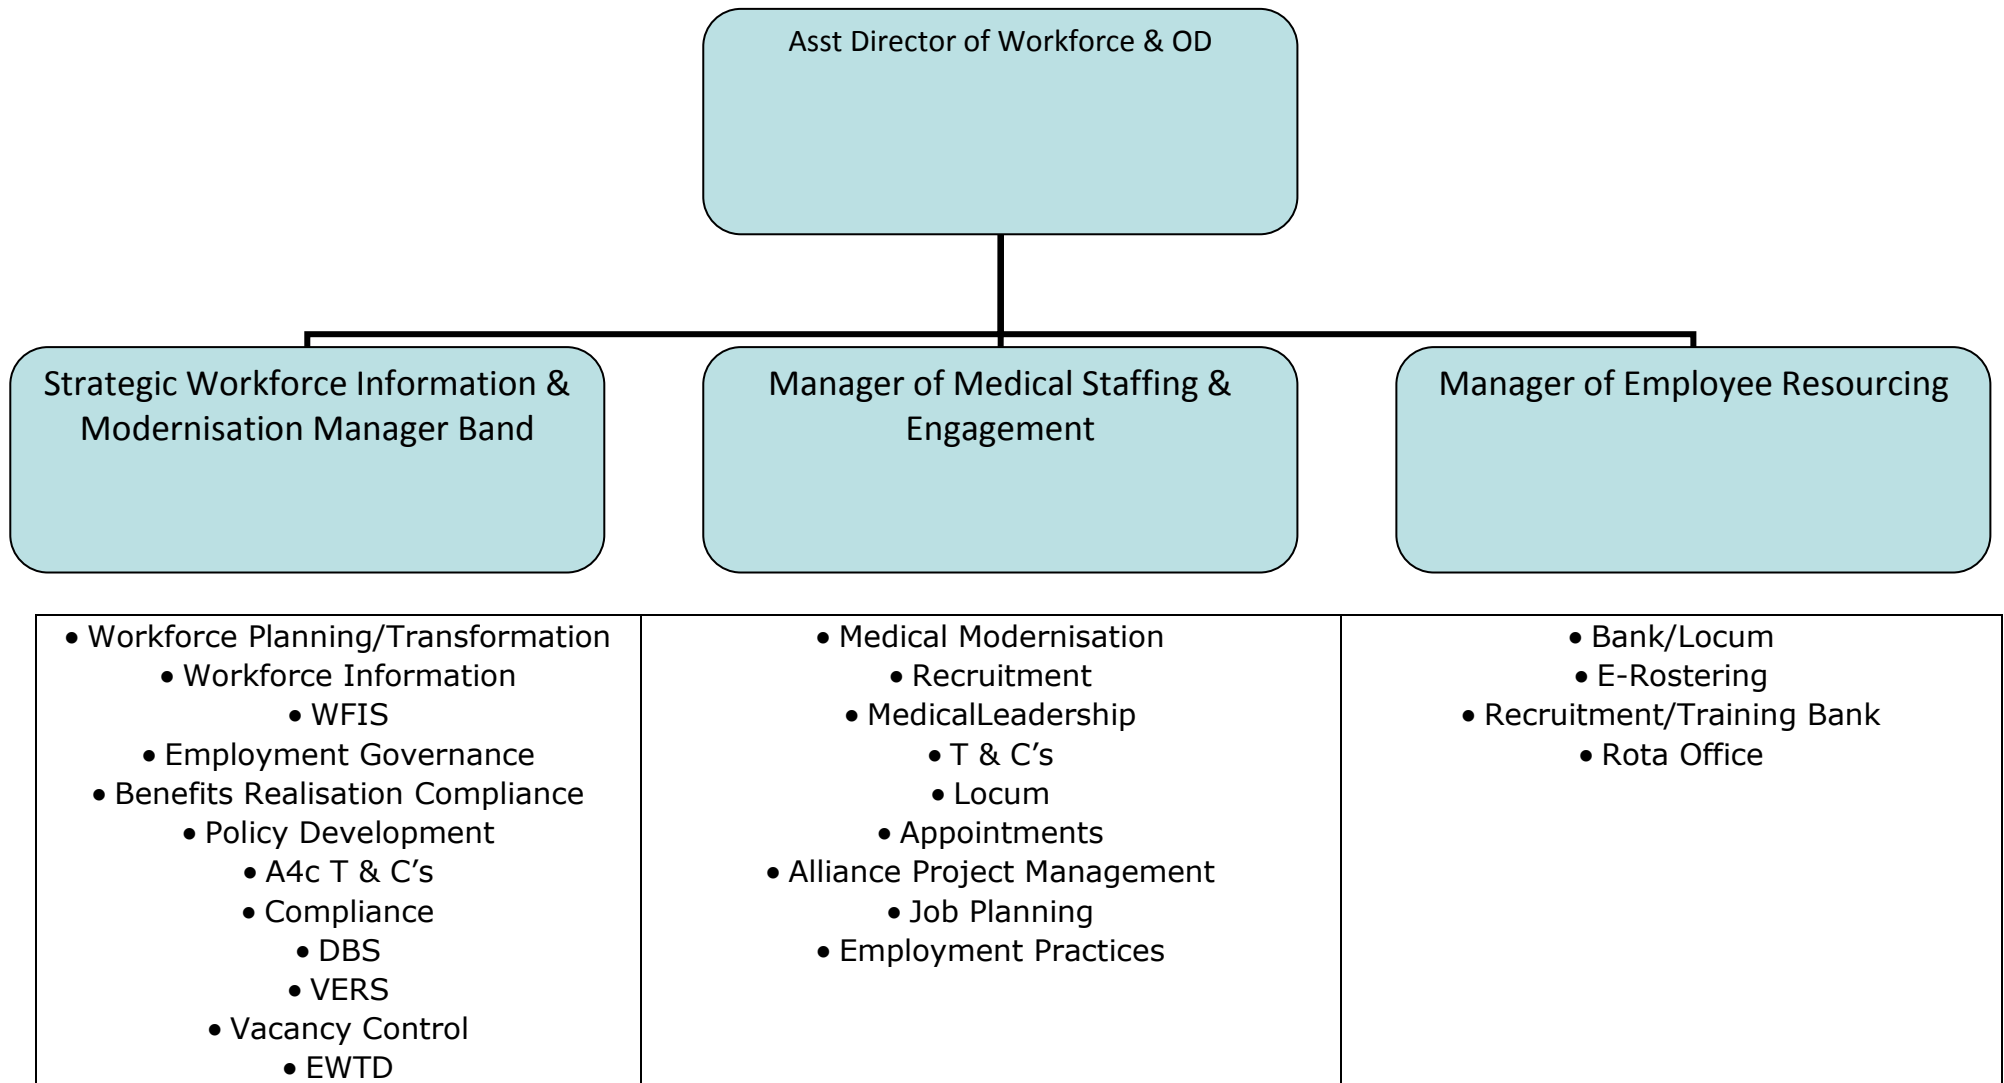 Asst Director of Workforce & OD
Strategic Workforce Information &
Modernisation Manager Band
Manager of Medical Staffing &
Engagement
Manager of Employee Resourcing
• Workforce Planning/Transformation
• Workforce Information
• WFIS
• Employment Governance
• Benefits Realisation Compliance
• Policy Development
• A4c T & C’s
• Compliance
• DBS
• VERS
• Vacancy Control
• EWTD
• Medical Modernisation
• Recruitment
• MedicalLeadership
• T & C’s
• Locum
• Appointments
• Alliance Project Management
• Job Planning
• Employment Practices
• Bank/Locum
• E-Rostering
• Recruitment/Training Bank
• Rota Office